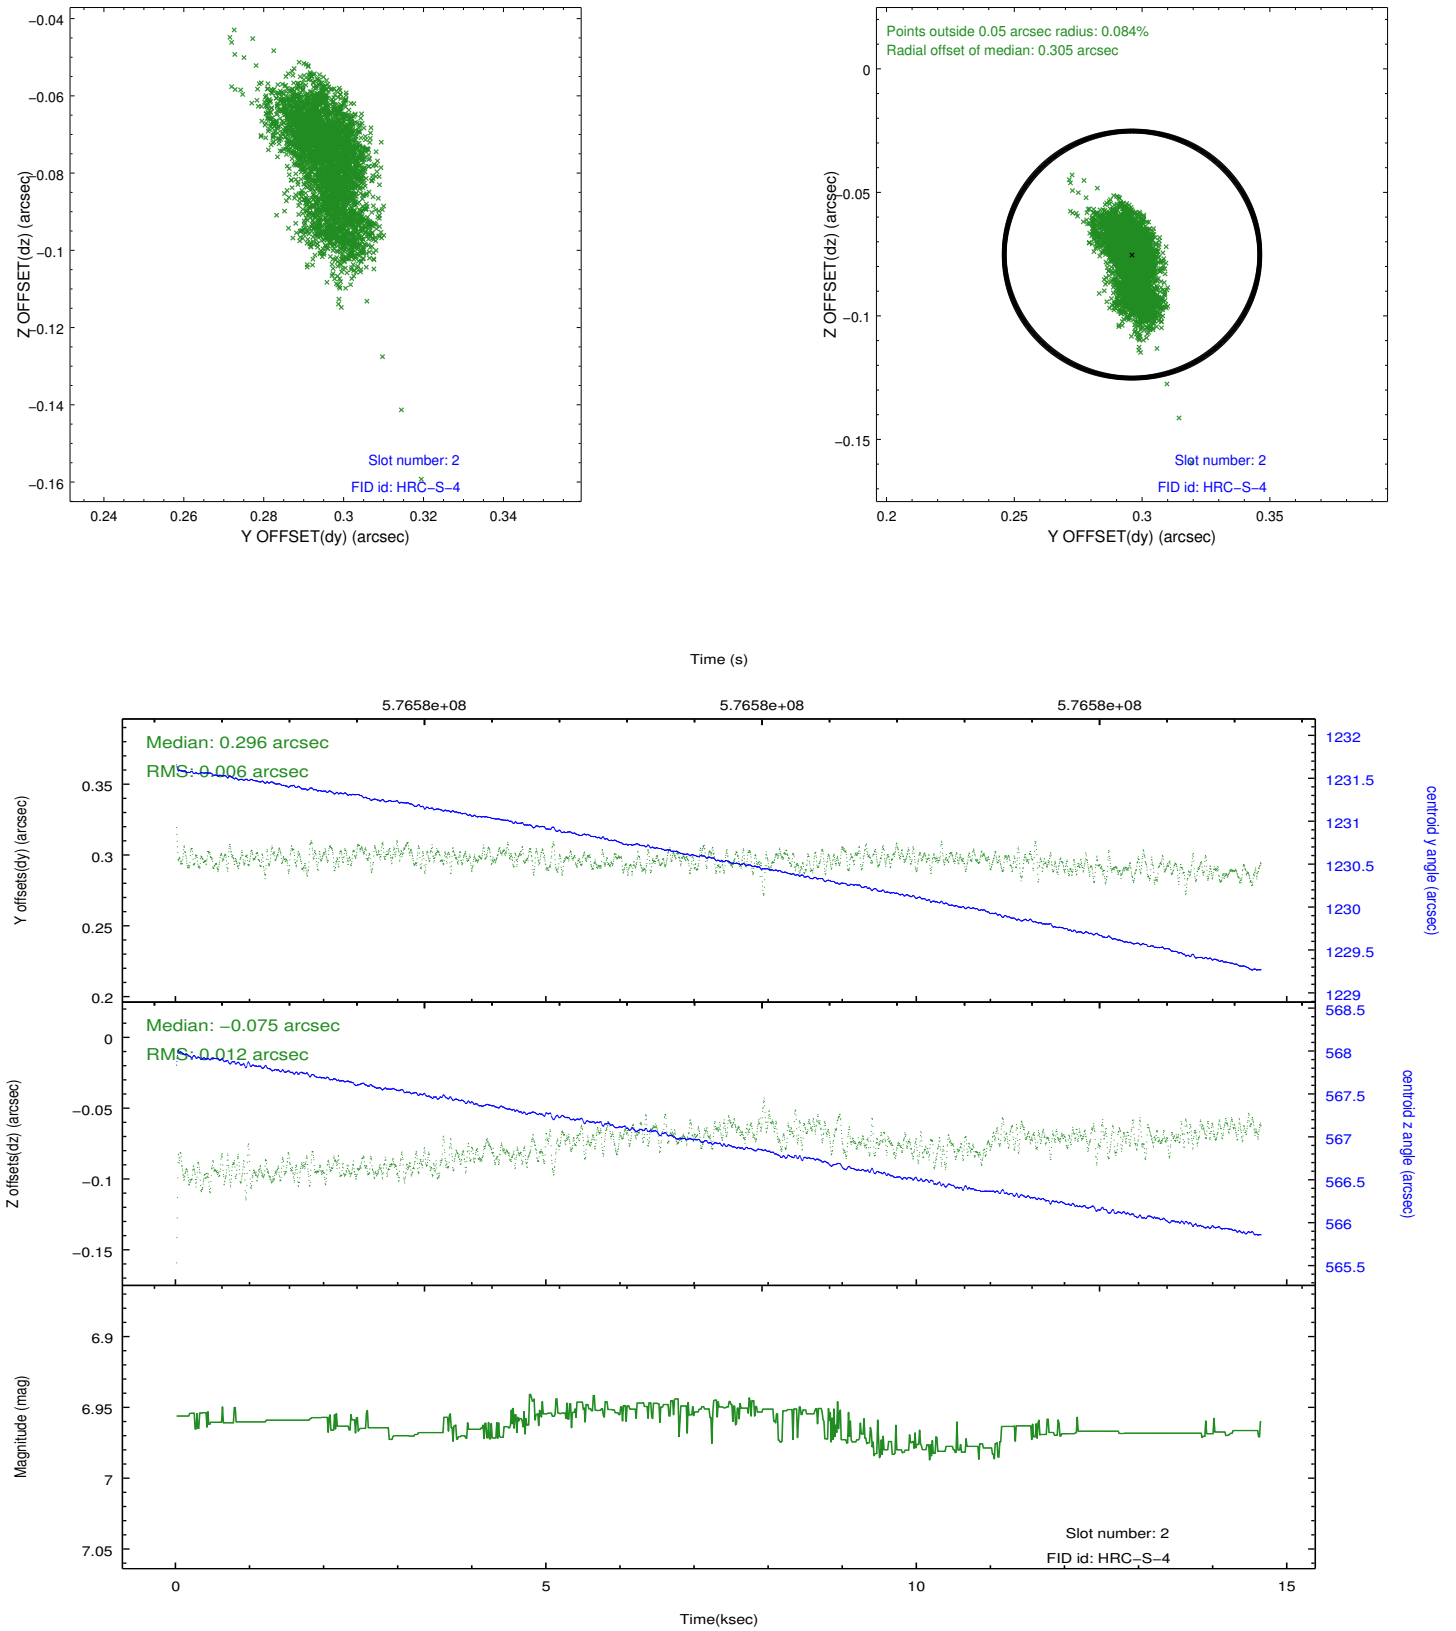 −0.04
−0.06
−0.08
−0.1
−0.12
−0.14
−0.16
Z OFFSET(dz) (arcsec)
Slot number: 2
FID id: HRC−S−4
0.24
0.26
0.28
0.3
0.32
0.34
Y OFFSET(dy) (arcsec)
Points outside 0.05 arcsec radius: 0.084%
Radial offset of median: 0.305 arcsec
0
−0.05
−0.1
−0.15
Z OFFSET(dz) (arcsec)
Slot number: 2
FID id: HRC−S−4
0.2
0.25
0.3
0.35
Y OFFSET(dy) (arcsec)
Time (s)
5.7658e+08
5.7658e+08
5.7658e+08
Median: 0.296 arcsec
RMS: 0.006 arcsec
0.35
0.3
0.25
0.2
Y offsets(dy) (arcsec)
1232
1231.5
1231
1230.5
1230
1229.5
1229
centroid y angle (arcsec)
Median: −0.075 arcsec
RMS: 0.012 arcsec
0
−0.05
−0.1
−0.15
Z offsets(dz) (arcsec)
568.5
568
567.5
567
566.5
566
565.5
centroid z angle (arcsec)
6.9
6.95
7
7.05
Magnitude (mag)
Slot number: 2
FID id: HRC−S−4
0
5
10
15
Time(ksec)